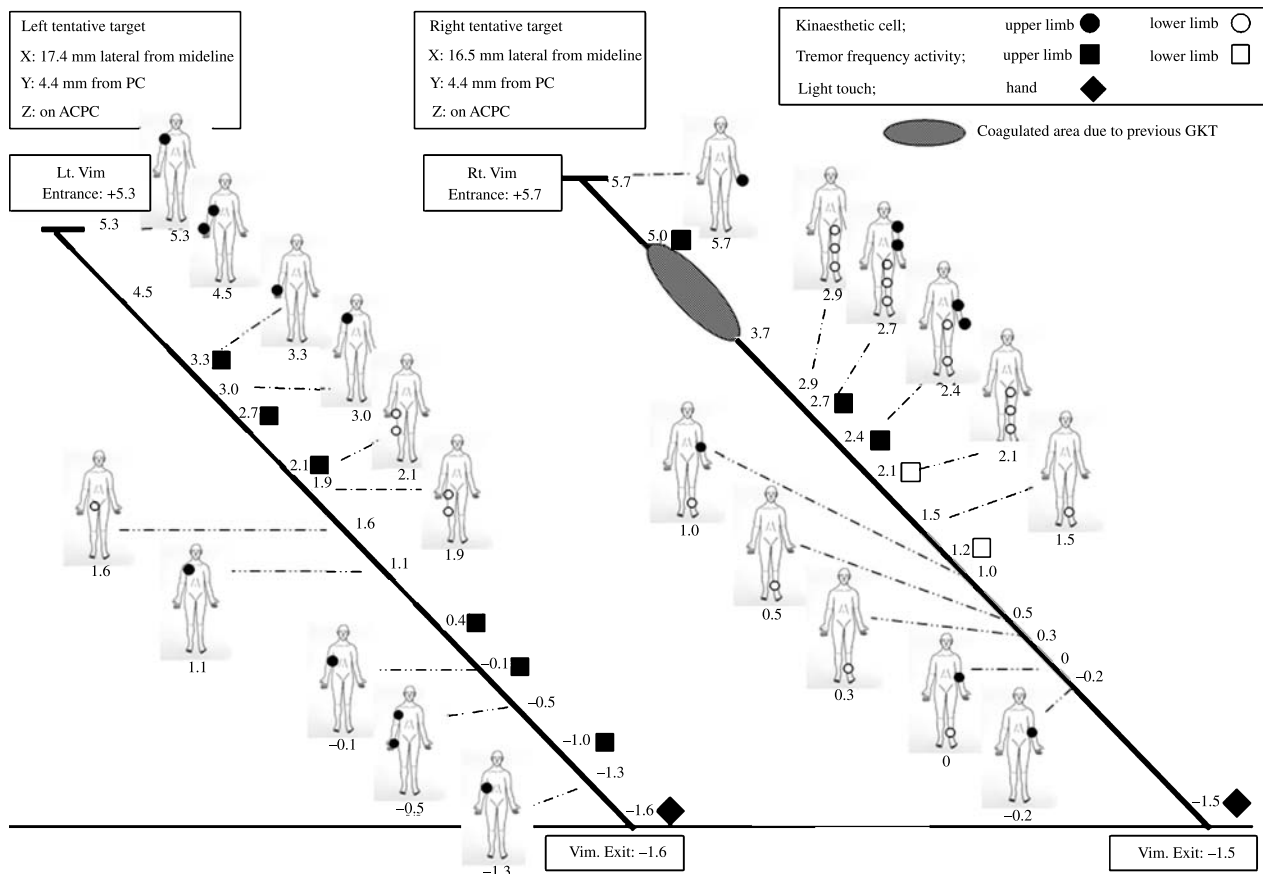 Left tentative target
X: 17.4 mm lateral from mideline
Y: 4.4 mm from PC
Z: on ACPC
Right tentative target
X: 16.5 mm lateral from mideline
Y: 4.4 mm from PC
Z: on ACPC
Kinaesthetic cell; upper limb lower limb
Tremor frequency activity; upper limb lower limb
Light touch; hand
Coagulated area due to previous GKT
Lt. Vim
Entrance: +5.3
5.3
5.3
4.5
4.5
3.3
3.3
3.0
3.0
2.7
2.1
2.1
1.9
1.9
1.6
1.6
1.1
1.1
0.4
–0.1
–0.1
–0.5
–0.5
–1.0
–1.3
–1.3
–1.6
Vim. Exit: –1.6
Rt. Vim
Entrance: +5.7
5.7
5.7
5.0
3.7
2.9
2.9
2.7
2.7
2.4
2.4
2.1
2.1
1.5
1.5
1.2
1.0
1.0
0.5
0.5
0.3
0.3
0
0
–0.2
–0.2
–1.5
Vim. Exit: –1.5